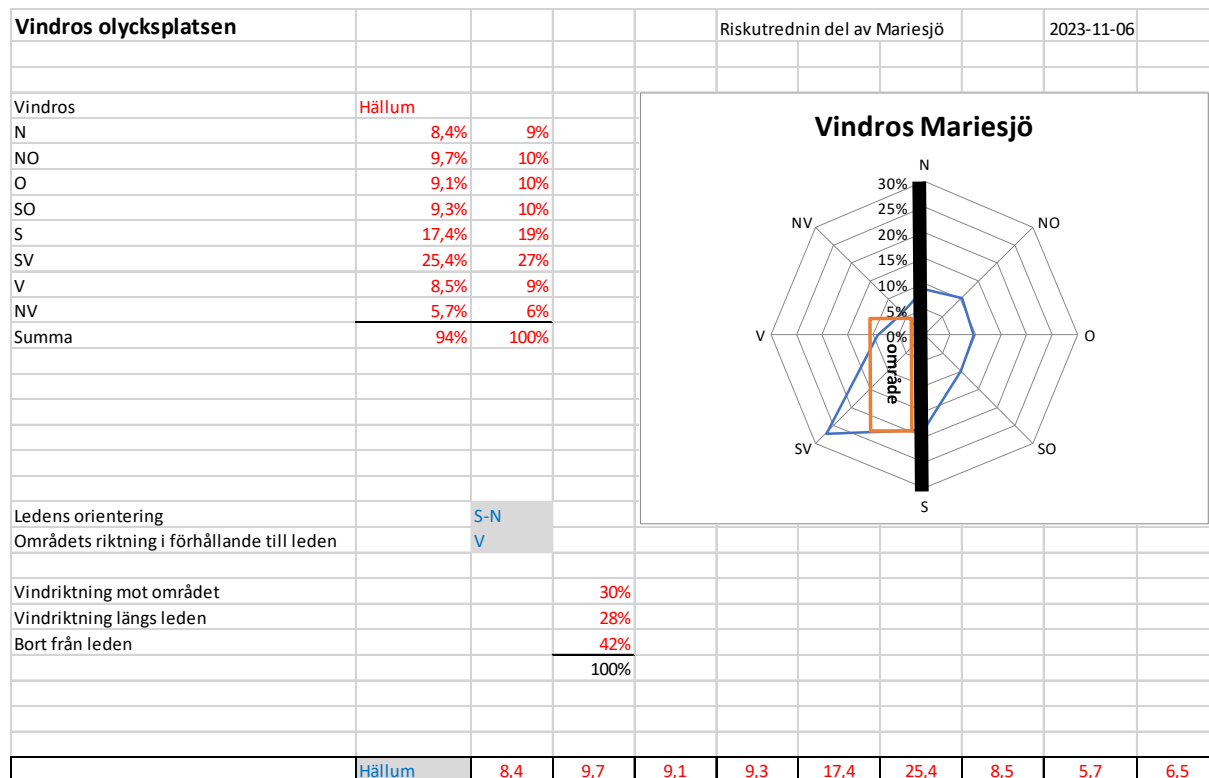 Vindros olycksplatsen Riskutrednin del av Mariesjö 2023-11-06
Vindros Hällum
N 8,4% 9%
NO 9,7% 10%
O 9,1% 10%
SO 9,3% 10%
S 17,4% 19%
SV 25,4% 27%
V 8,5% 9%
NV 5,7% 6%
Summa 94% 100%
Vindros Mariesjö
N
30%
25%
20%
15%
10%
5%
0%
NV
NO
V
O
område
SV
SO
S
Ledens orientering S-N
Områdets riktning i förhållande till leden V
Vindriktning mot området 30%
Vindriktning längs leden 28%
Bort från leden 42%
100%
Hällum 8,4 9,7 9,1 9,3 17,4 25,4 8,5 5,7 6,5